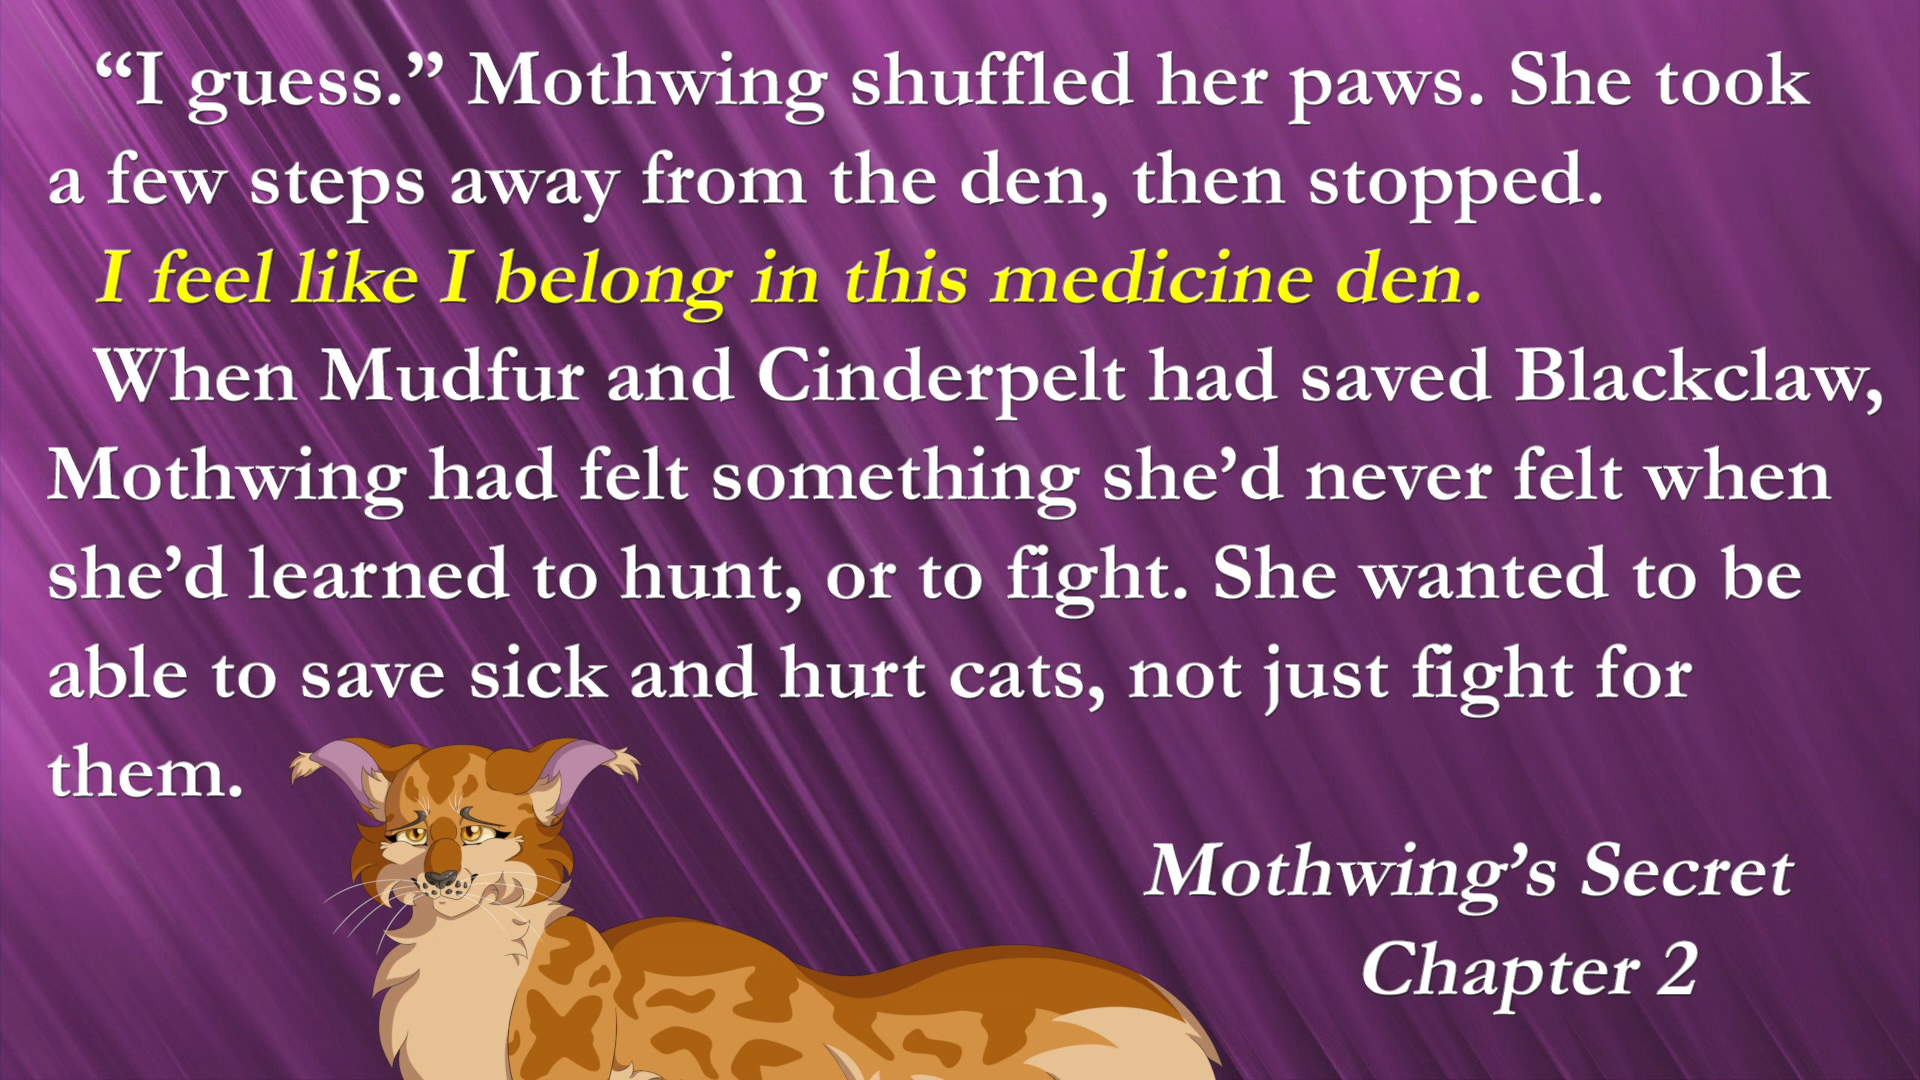 “I guess.” Mothwing shuffled her paws. She took
a few steps away from the den, then stopped.
I feel like I belong in this medicine den.
When Mudfur and Cinderpelt had saved Blackclaw,
Mothwing had felt something she’d never felt when
she’d learned to hunt, or to fight. She wanted to be
able to save sick and hurt cats, not just fight for
them.
Mothwing’s Secret
Chapter 2